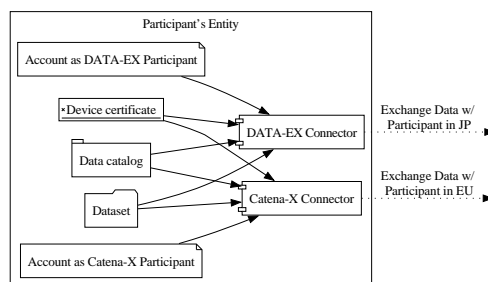 Participant's Entity
Account as DATA-EX Participant
Device certificate
Data catalog
Dataset
Account as Catena-X Participant
DATA-EX Connector
Catena-X Connector
Exchange Data w/
Participant in JP
Exchange Data w/
Participant in EU